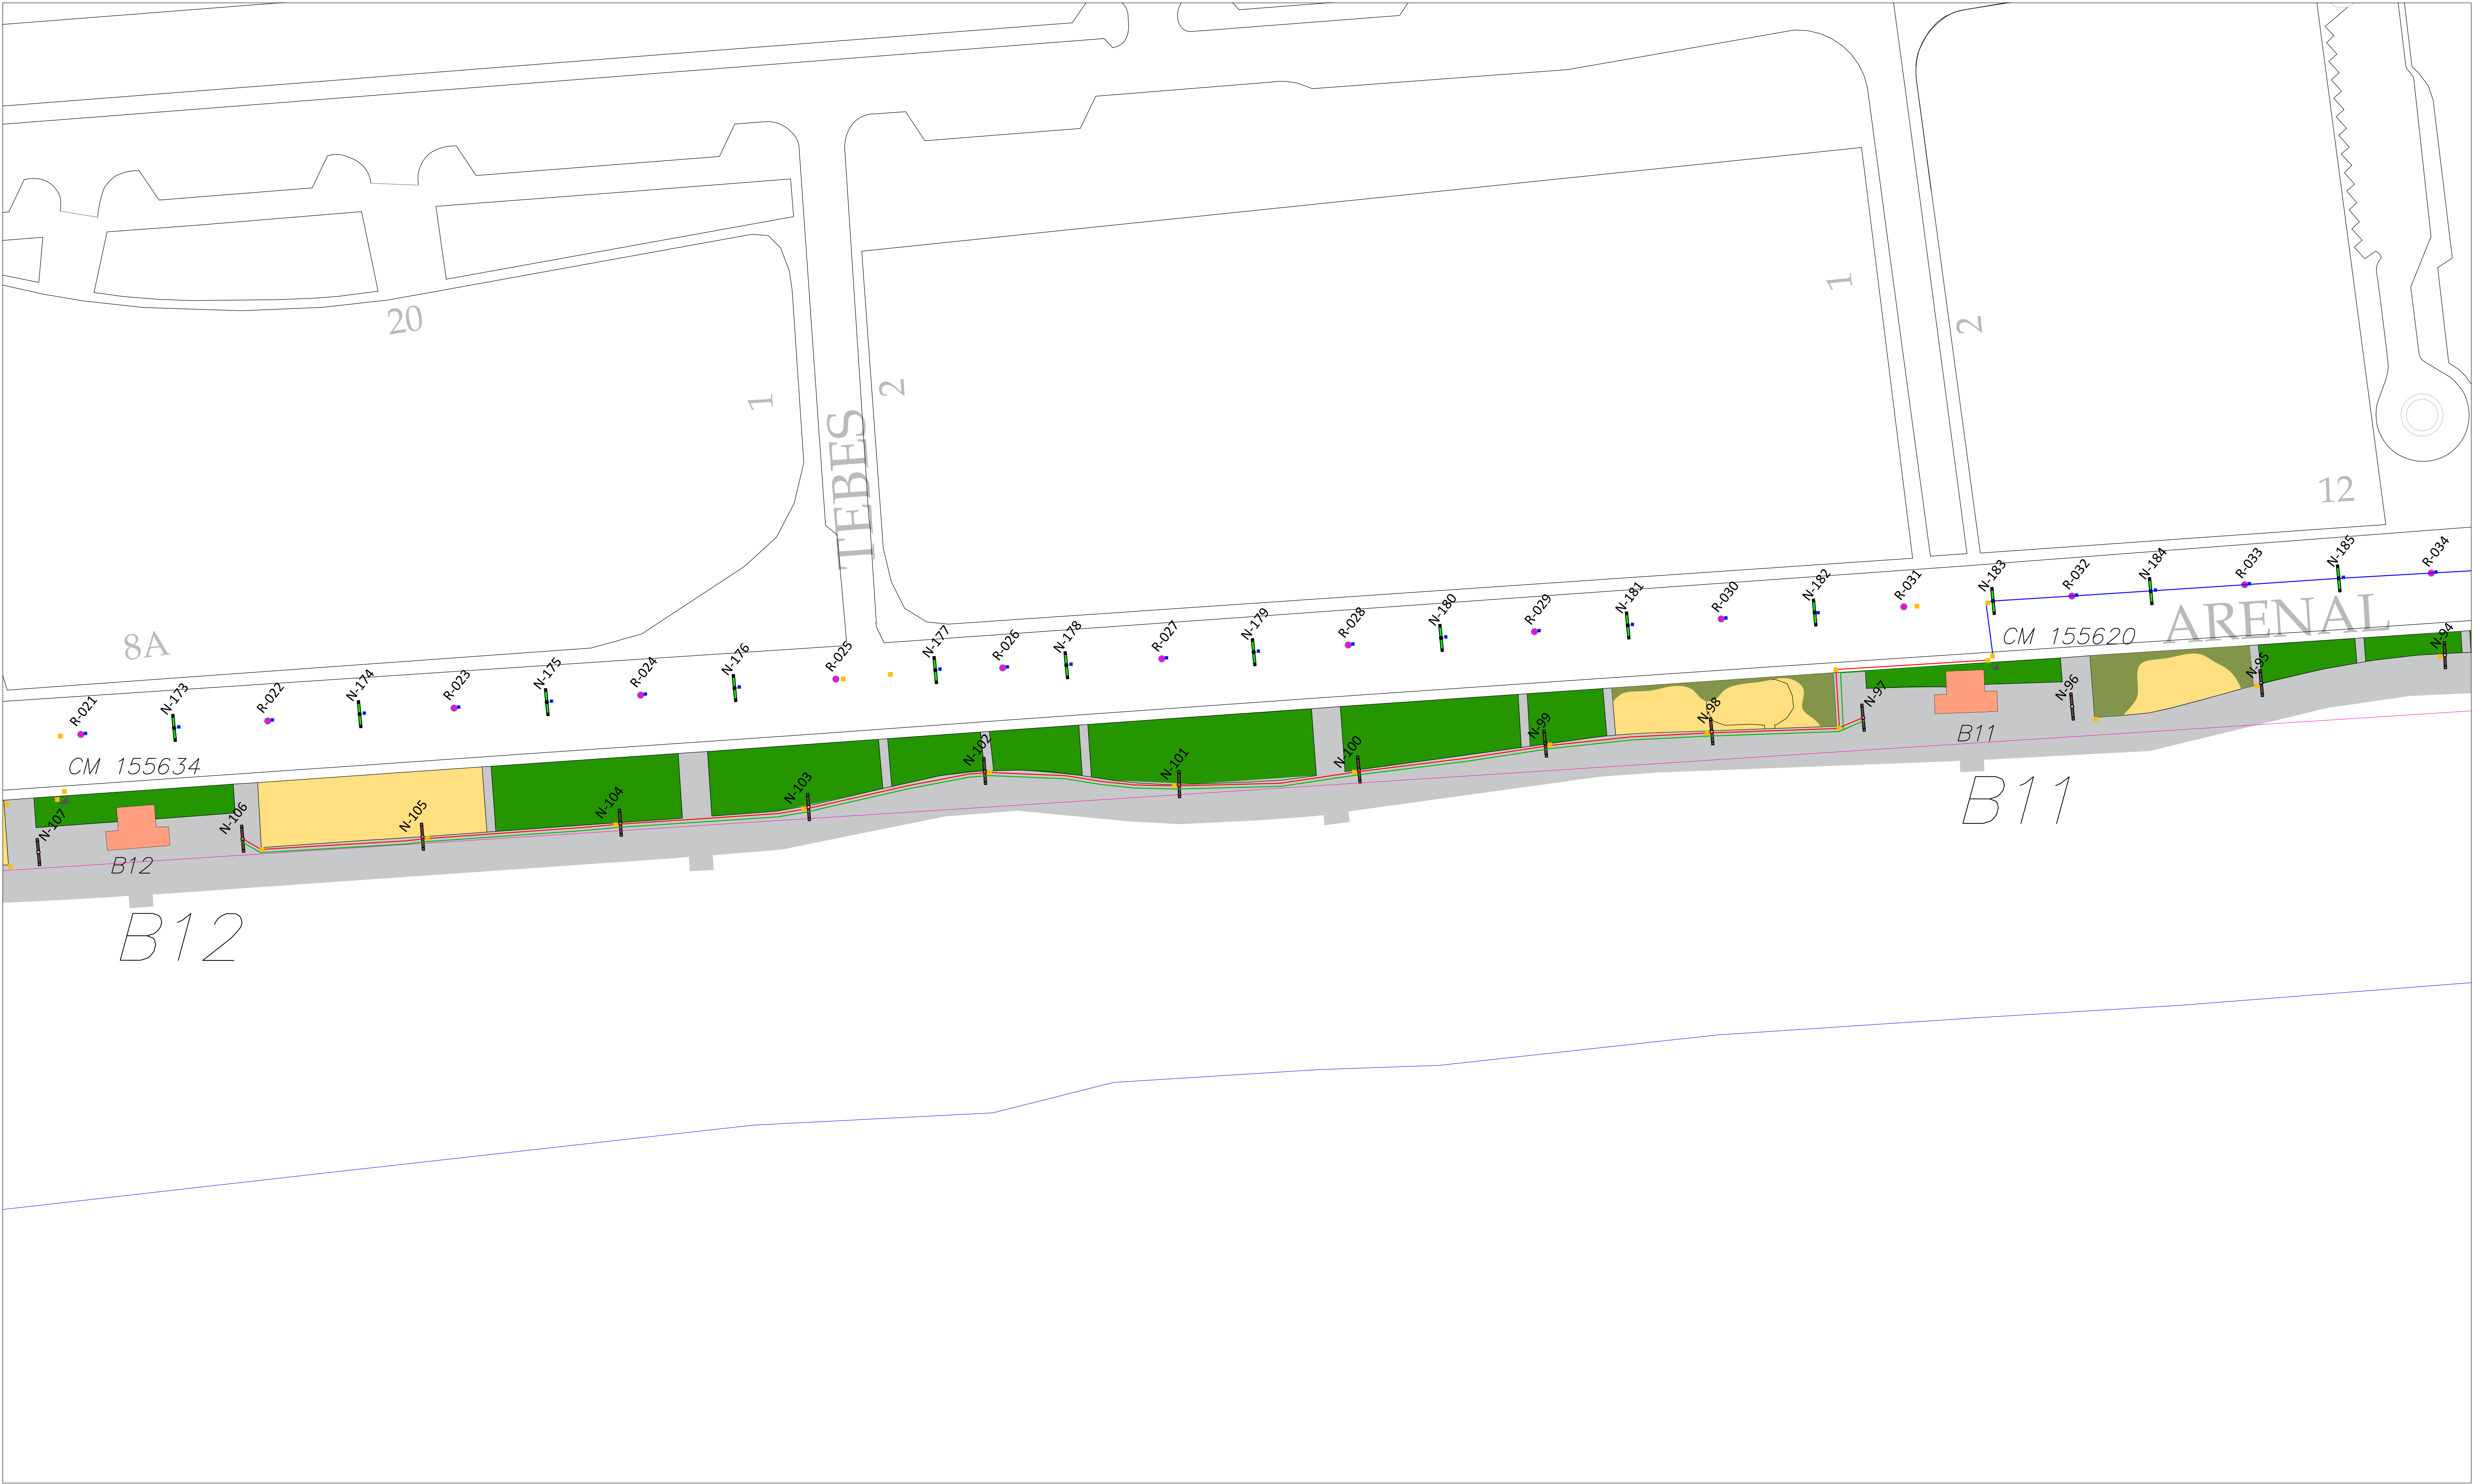 20
1
2
1
2
12
TEBES
8A
ARENAL
R-021
N-173
R-022
N-174
R-023
N-175
R-024
N-176
R-025
N-177
R-026
N-178
R-027
N-179
R-028
N-180
R-029
N-181
R-030
N-182
R-031
N-183
R-032
N-184
R-033
N-185
R-034
CM 155634
CM 155620
N-107
N-106
N-105
N-104
N-103
N-102
N-101
N-100
N-99
N-98
N-97
N-96
N-95
N-94
B12
B11
B12
B11